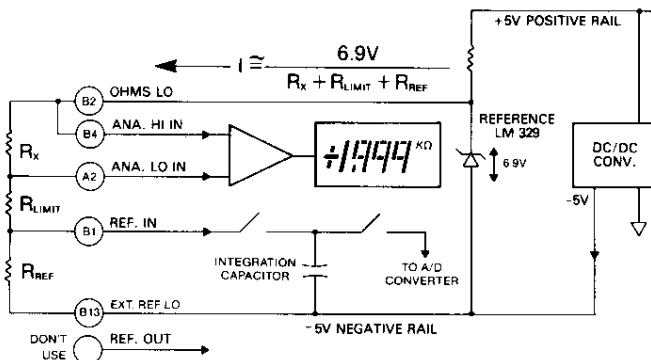 +5V POSITIVE RAIL
I ≅ 6.9V
RX + RLIMIT + RREF
B2 OHMS LO
B4 ANA. HI IN
REFERENCE
LM 329
÷1.999 KΩ
RX
6.9V
DC/DC
CONV.
A2 ANA. LO IN
-5V
RLIMIT
B1 REF. IN
INTEGRATION
CAPACITOR
TO A/D
CONVERTER
RREF
B13 EXT. REF LO
-5V NEGATIVE RAIL
DON'T
USE
REF. OUT